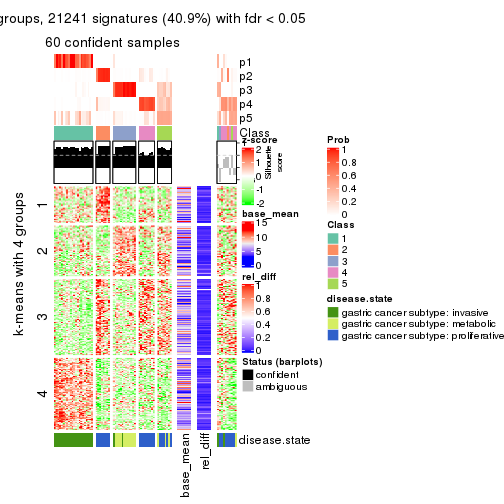 groups, 21241 signatures (40.9%) with fdr < 0.05
60 confident samples
p1
p2
p3
p4
p5
Class
Silhouette
score
k-means with 4 groups
1
2
3
4
base_mean
rel_diff
disease.state
z-score
2
1
0
-1
-2
base_mean
15
10
5
0
rel_diff
1
0.8
0.6
0.4
0.2
0
Status (barplots)
confident
ambiguous
Prob
1
0.8
0.6
0.4
0.2
0
Class
1
2
3
4
5
disease.state
gastric cancer subtype: invasive
gastric cancer subtype: metabolic
gastric cancer subtype: proliferative